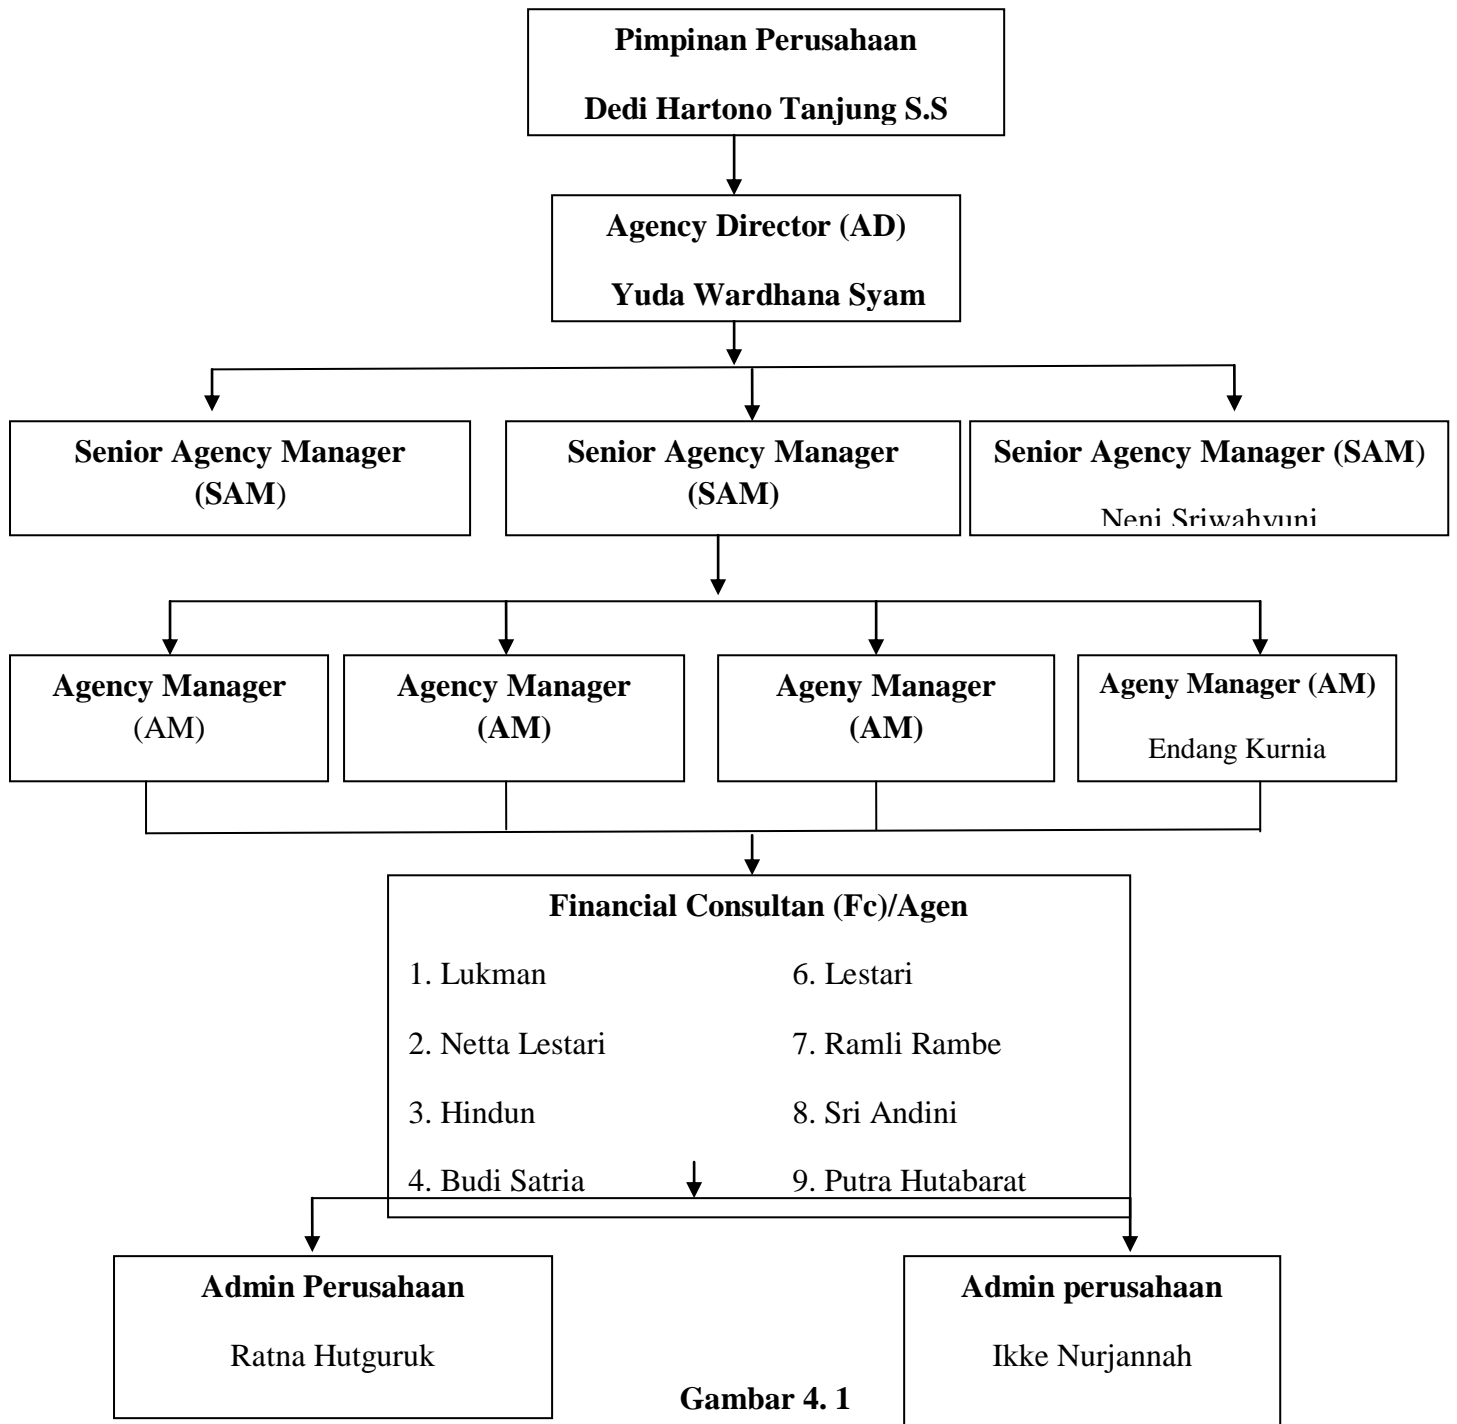 Pimpinan Perusahaan
Dedi Hartono Tanjung S.S
Agency Director (AD)
Yuda Wardhana Syam
Senior Agency Manager
(SAM)
Senior Agency Manager
(SAM)
Senior Agency Manager (SAM)
Neni Sriwahyuni
Agency Manager
(AM)
Agency Manager
(AM)
Ageny Manager
(AM)
Ageny Manager (AM)
Endang Kurnia
Financial Consultan (Fc)/Agen
1. Lukman
6. Lestari
2. Netta Lestari
7. Ramli Rambe
3. Hindun
8. Sri Andini
4. Budi Satria
9. Putra Hutabarat
Admin Perusahaan
Ratna Hutguruk
Admin perusahaan
Ikke Nurjannah
Gambar 4. 1